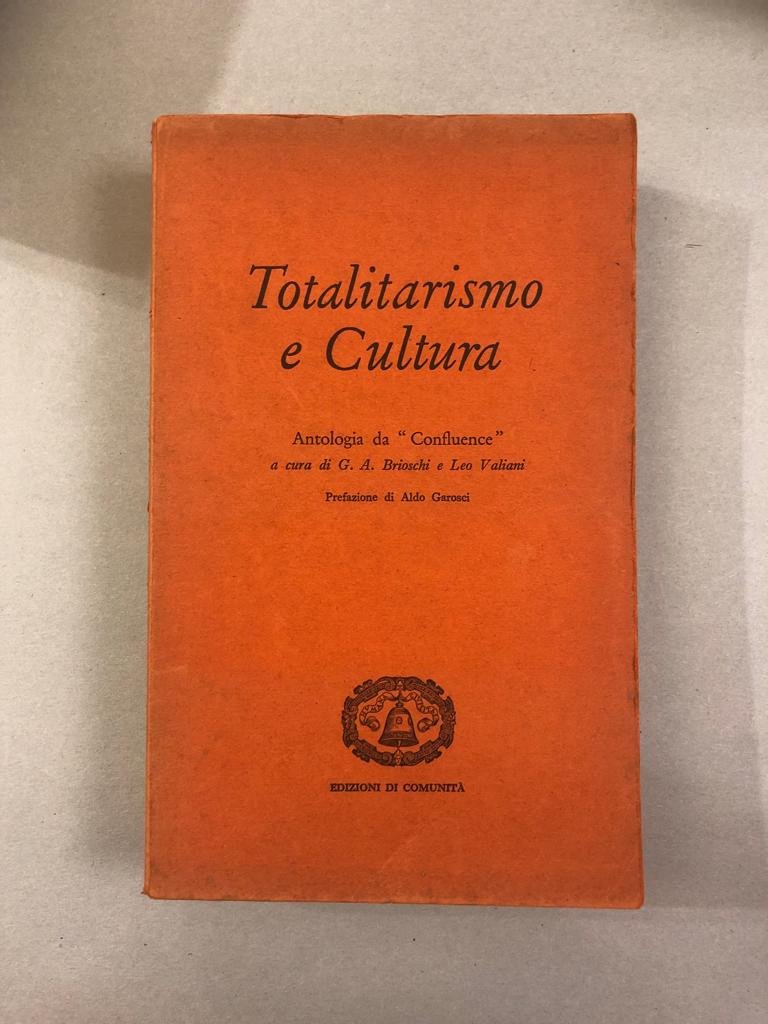 Totalitarismo
e Cultura
Antologia da “ Confluence”
a cura di G. A. Brioschi e Leo Valiani
Prefazione di Aldo Garosci
EDIZIONI DI COMUNITÀ